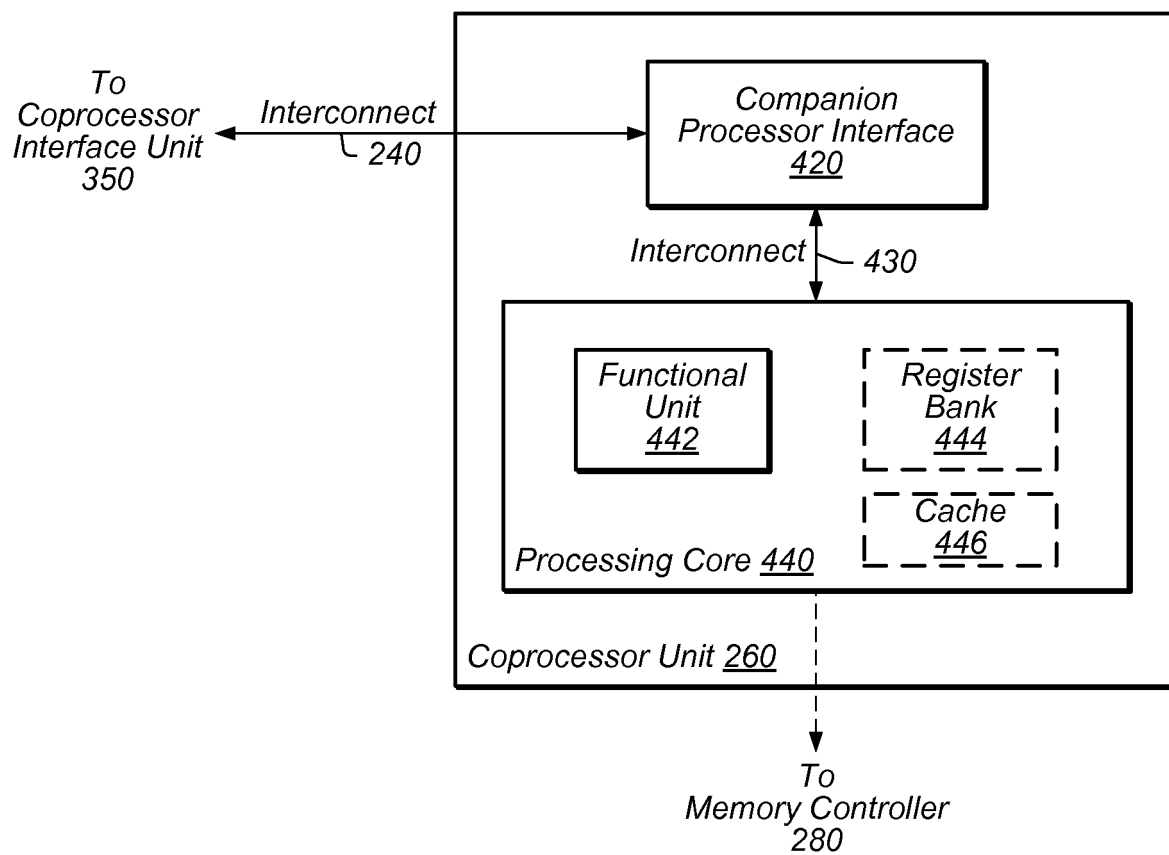 To
Coprocessor
Interface Unit
350
Interconnect
240
Companion
Processor Interface
420
Interconnect
430
Functional
Unit
442
Register
Bank
444
Cache
446
Processing Core 440
Coprocessor Unit 260
To
Memory Controller
280